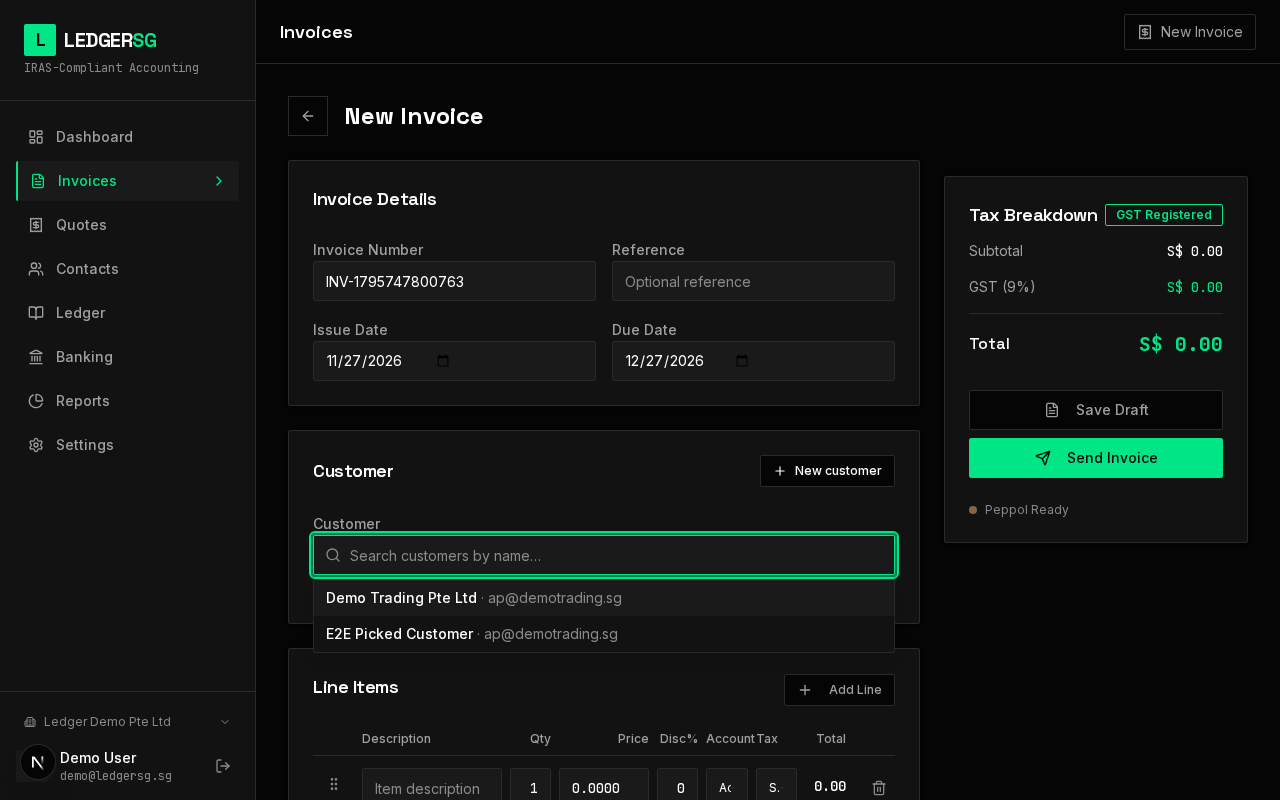 L LEDGERSG
IRAS-Compliant Accounting
Dashboard
Invoices
Quotes
Contacts
Ledger
Banking
Reports
Settings
Ledger Demo Pte Ltd
N Demo User
demo@ledgersg.sg
Invoices
New Invoice
New Invoice
Invoice Details
Invoice Number
INV-1795747800763
Reference
Optional reference
Issue Date
11/27/2026
Due Date
12/27/2026
Customer
New customer
Customer
Search customers by name…
Demo Trading Pte Ltd · ap@demotrading.sg
E2E Picked Customer · ap@demotrading.sg
Line Items
Add Line
Description Qty Price Disc% Account Tax Total
Item description 1 0.0000 0 S. 0.00
Tax Breakdown GST Registered
Subtotal S$ 0.00
GST (9%) S$ 0.00
Total S$ 0.00
Save Draft
Send Invoice
Peppol Ready